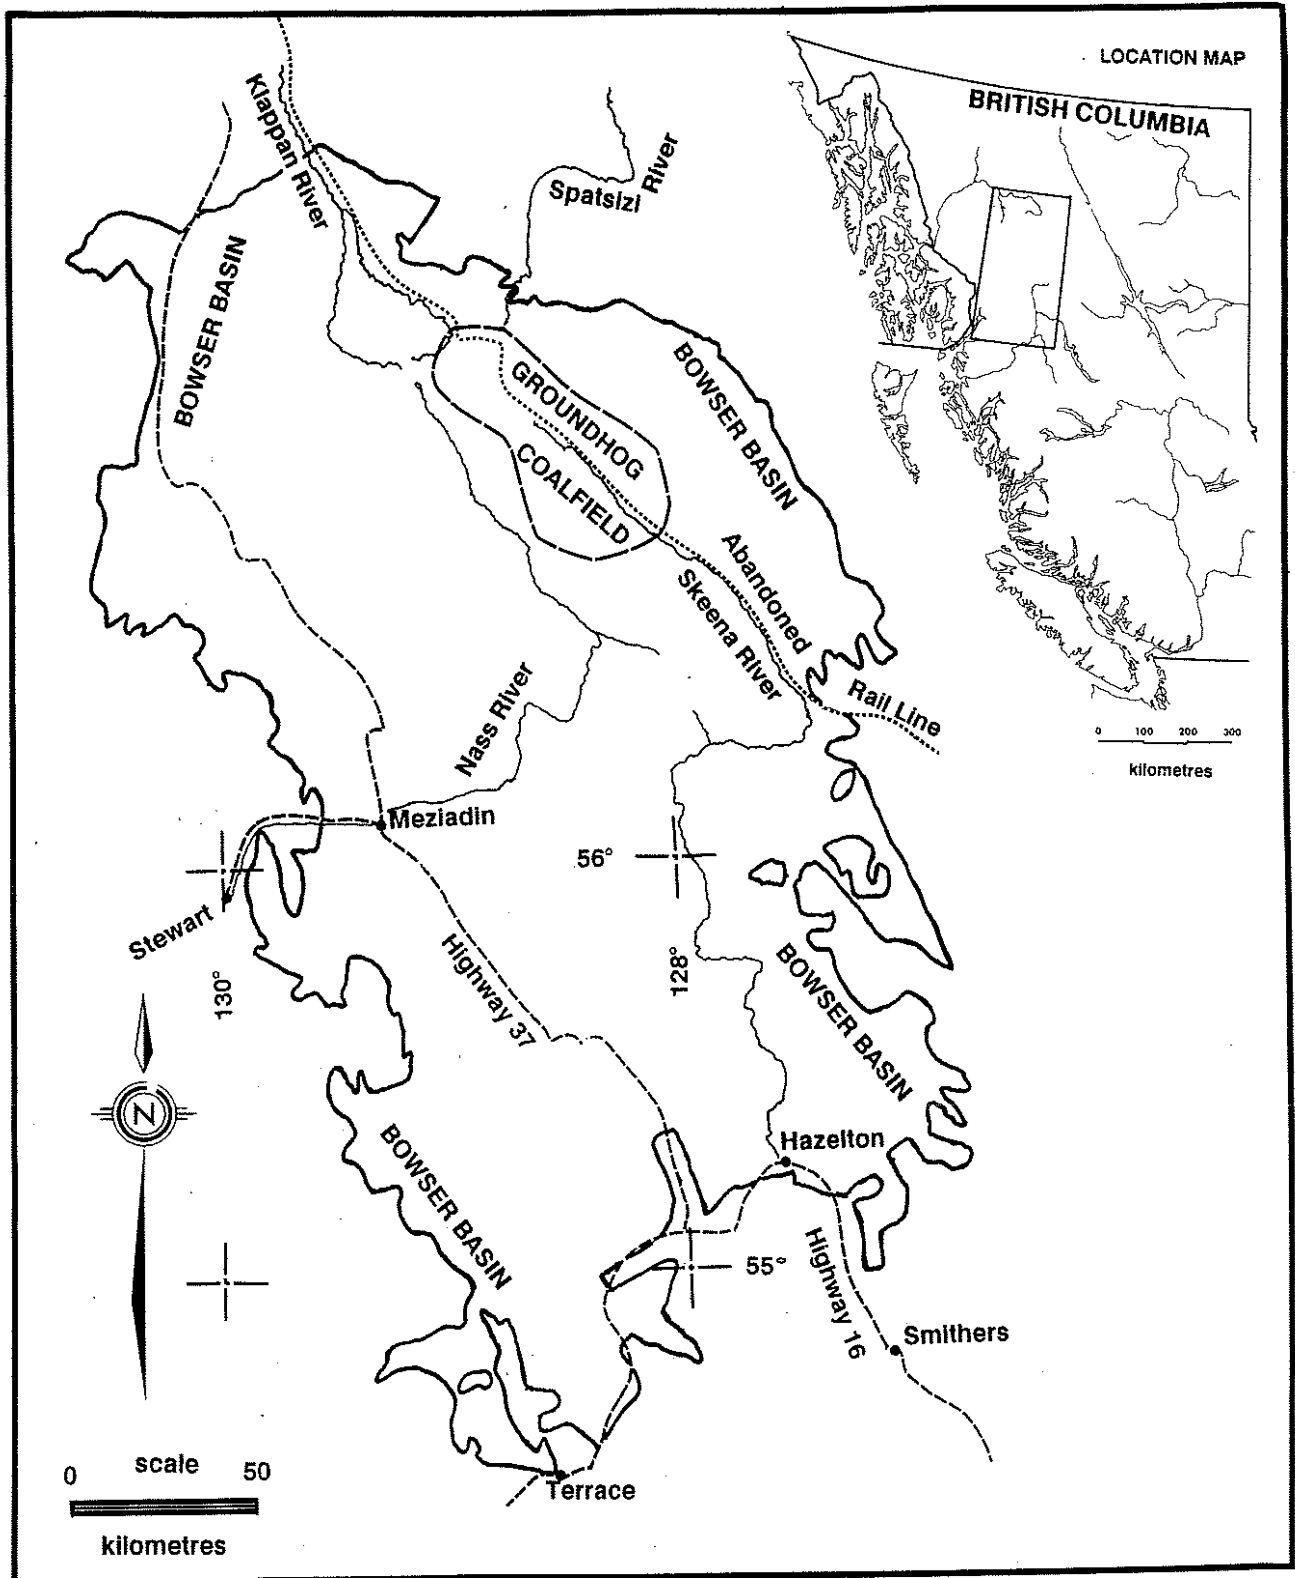 LOCATION MAP
BRITISH COLUMBIA
0 100 200 300
kilometres
Klappan River
Spatsizi River
BOWSER BASIN
BOWSER BASIN
GROUNDHOG
COALFIELD
Abandoned
Rail Line
Skeena River
Nass River
Meziadin
56°
Stewart
130°
128°
Highway 37
BOWSER BASIN
BOWSER BASIN
N
Hazelton
55°
Highway 16
Smithers
Terrace
scale
0 50
kilometres